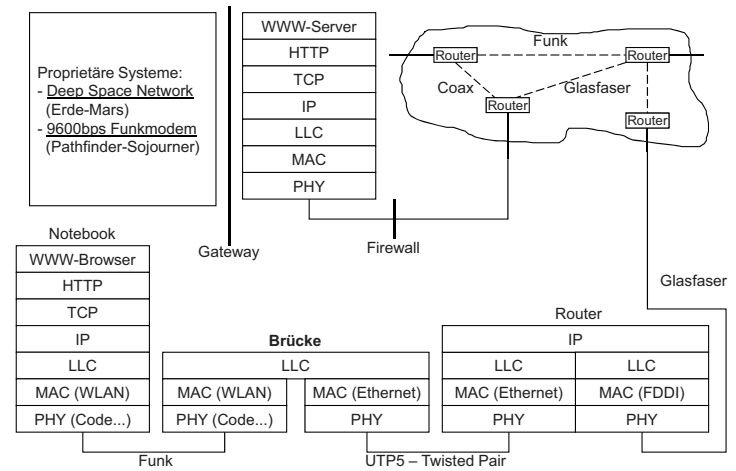 Proprietäre Systeme:
- Deep Space Network
(Erde-Mars)
- 9600bps Funkmodem
(Pathfinder-Sojourner)
Gateway
WWW-Server
HTTP
TCP
IP
LLC
MAC
PHY
Firewall
Funk
Router
Router
Coax
Glasfaser
Router
Router
Glasfaser
Notebook
WWW-Browser
HTTP
TCP
IP
LLC
MAC (WLAN)
PHY (Code...)
Funk
Brücke
LLC
MAC (WLAN)
MAC (Ethernet)
PHY (Code...)
PHY
UTP5 – Twisted Pair
Router
IP
LLC
LLC
MAC (Ethernet)
MAC (FDDI)
PHY
PHY